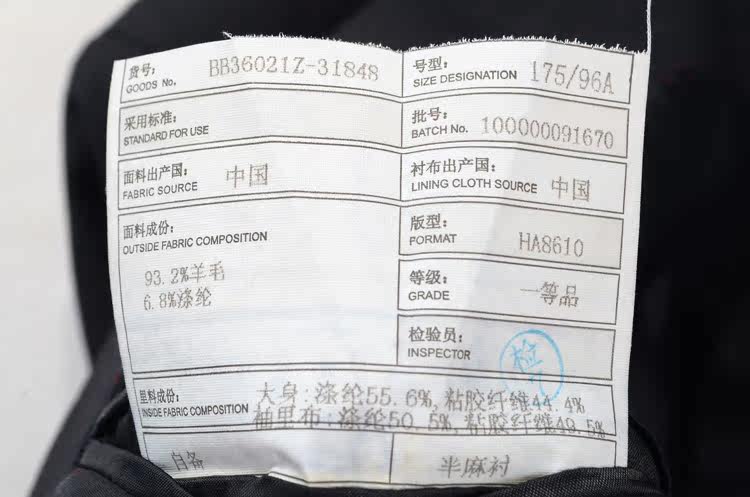 货号: BB36021Z-31848
GOODS No.
号型: 175/96A
SIZE DESIGNATION
采用标准:
STANDARD FOR USE
批号: 100000091670
BATCH No.
面料出产国: 中国
FABRIC SOURCE
衬布出产国: 中国
LINING CLOTH SOURCE
面料成份:
OUTSIDE FABRIC COMPOSITION
93.2%羊毛
6.8%涤纶
版型: HA8610
FORMAT
等级: 一等品
GRADE
检验员: 检
INSPECTOR
里料成份: 大身:涤纶55.6%,粘胶纤维44.4%
INSIDE FABRIC COMPOSITION 袖里布:涤纶50.5%,粘胶纤维49.5%
自备 半麻衬